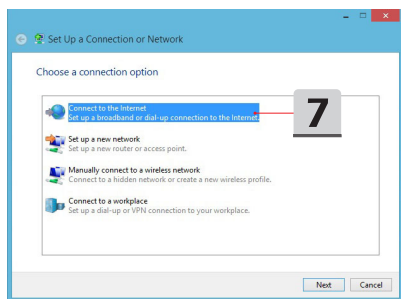 Set Up a Connection or Network
Choose a connection option
Connect to the Internet
Set up a broadband or dial-up connection to the Internet.
7
Set up a new network
Set up a new router or access point.
Manually connect to a wireless network
Connect to a hidden network or create a new wireless profile.
Connect to a workplace
Set up a dial-up or VPN connection to your workplace.
Next Cancel